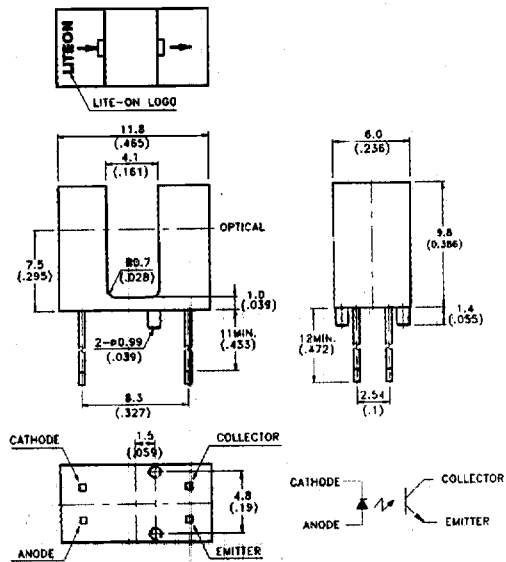 LITEON
LITE-ON LOGO
11.8
(.465)
4.1
(.161)
6.0
(.236)
OPTICAL
R0.7
(.028)
7.5
(.295)
1.0
(.039)
9.8
(0.386)
1.4
(.055)
2-ø0.99
(.039)
11MIN.
(.433)
12MIN.
(.472)
8.3
(.327)
2.54
(.1)
CATHODE
1.5
(.059)
COLLECTOR
4.8
(.19)
ANODE
EMITTER
CATHODE
COLLECTOR
ANODE
EMITTER